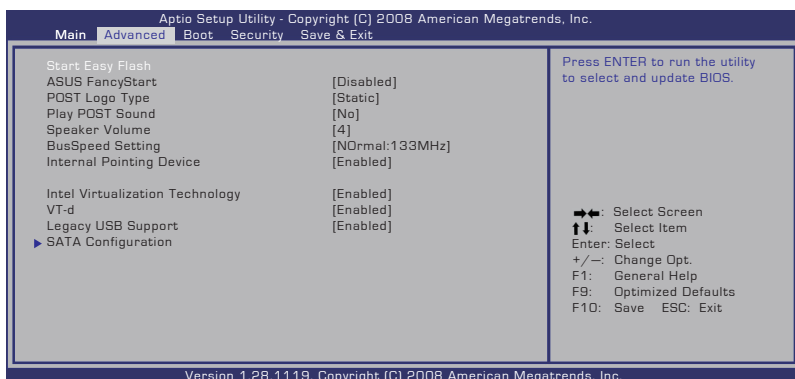 Aptio Setup Utility - Copyright (C) 2008 American Megatrends, Inc.
Main Advanced Boot Security Save & Exit
Start Easy Flash
ASUS FancyStart [Disabled]
POST Logo Type [Static]
Play POST Sound [No]
Speaker Volume [4]
BusSpeed Setting [NOrmal:133MHz]
Internal Pointing Device [Enabled]
Intel Virtualization Technology [Enabled]
VT-d [Enabled]
Legacy USB Support [Enabled]
SATA Configuration
Press ENTER to run the utility
to select and update BIOS.
→←: Select Screen
↑↓: Select Item
Enter: Select
+/—: Change Opt.
F1: General Help
F9: Optimized Defaults
F10: Save ESC: Exit
Version 1.28.1119. Copyright (C) 2008 American Megatrends, Inc.